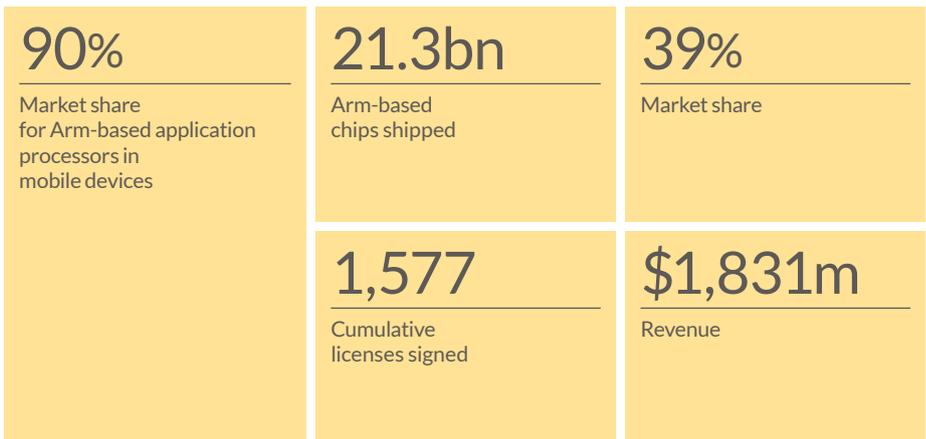 90%
Market share
for Arm-based application
processors in
mobile devices
21.3bn
Arm-based
chips shipped
39%
Market share
1,577
Cumulative
licenses signed
$1,831m
Revenue